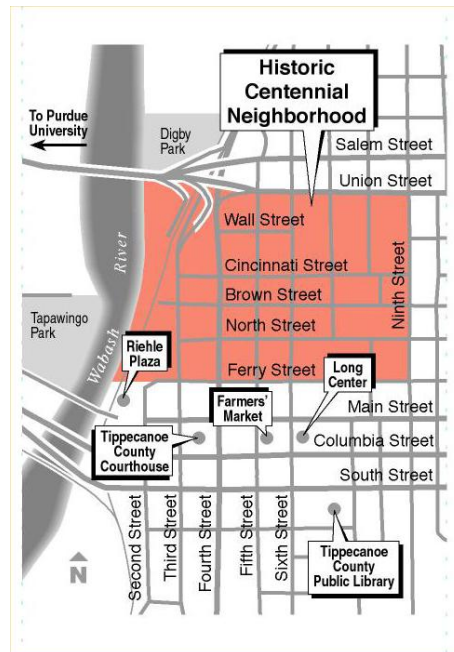 Historic
Centennial
Neighborhood
To Purdue
University
Digby
Park
Salem Street
Union Street
Wall Street
River
Cincinnati Street
Ninth Street
Brown Street
Tapawingo
Park
North Street
Wabash
Riehle
Plaza
Ferry Street
Long
Center
Farmers'
Market
Main Street
Tippecanoe
County
Courthouse
Columbia Street
South Street
Second Street
Third Street
Fourth Street
Fifth Street
Sixth Street
Tippecanoe
County
Public Library
N